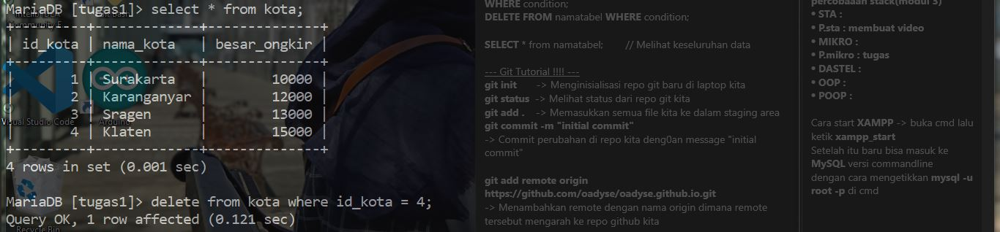 MariaDB [tugas1]> select * from kota;
+---------+-------------+--------------+
| id_kota | nama_kota   | besar_ongkir |
+---------+-------------+--------------+
|       1 | Surakarta   |        10000 |
|       2 | Karanganyar |        12000 |
|       3 | Sragen      |        13000 |
|       4 | Klaten      |        15000 |
+---------+-------------+--------------+
4 rows in set (0.001 sec)
MariaDB [tugas1]> delete from kota where id_kota = 4;
Query OK, 1 row affected (0.121 sec)
Visual Studio Code
Arduino
Recycle Bin
WHERE condition;
DELETE FROM namatabel WHERE condition;
SELECT * from namatabel; // Melihat keseluruhan data
--- Git Tutorial !!!! ---
git init -> Menginisialisasi repo git baru di laptop kita
git status -> Melihat status dari repo git kita
git add . -> Memasukkan semua file kita ke dalam staging area
git commit -m "initial commit"
-> Commit perubahan di repo kita deng0an message "initial
commit"
git add remote origin
https://github.com/oadyse/oadyse.github.io.git
-> Menambahkan remote dengan nama origin dimana remote
tersebut mengarah ke repo github kita
percobaaan stack(modul 3)
• STA :
• P.sta : membuat video
• MIKRO :
• P.mikro : tugas
• DASTEL :
• OOP :
• POOP :
Cara start XAMPP -> buka cmd lalu
ketik xampp_start
Setelah itu baru bisa masuk ke
MySQL versi commandline
dengan cara mengetikkan mysql -u
root -p di cmd